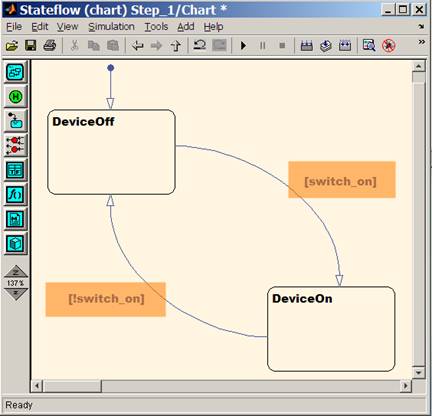 Stateflow (chart) Step_1/Chart *
File Edit View Simulation Tools Add Help
DeviceOff
[switch_on]
[!switch_on]
DeviceOn
137%
Ready